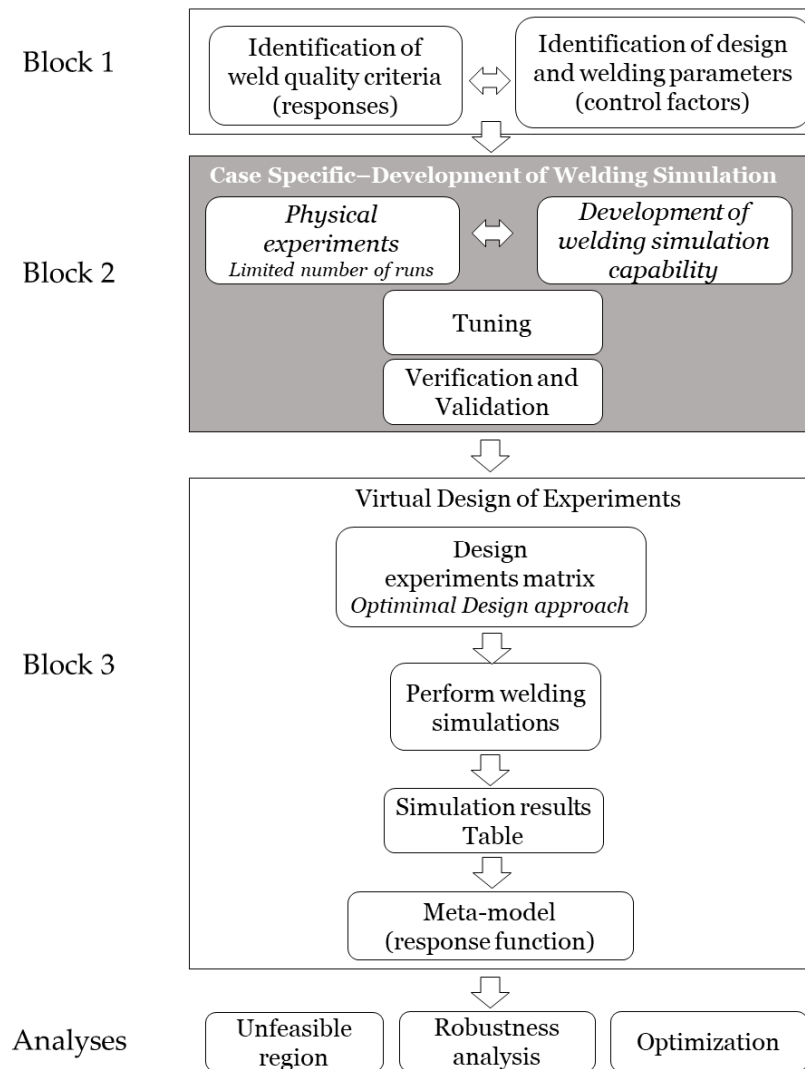 Block 1
Identification of
weld quality criteria
(responses)
Identification of design
and welding parameters
(control factors)
Block 2
Case Specific–Development of Welding Simulation
Physical
experiments
Limited number of runs
Development of
welding simulation
capability
Tuning
Verification and
Validation
Block 3
Virtual Design of Experiments
Design
experiments matrix
Optimimal Design approach
Perform welding
simulations
Simulation results
Table
Meta-model
(response function)
Analyses
Unfeasible
region
Robustness
analysis
Optimization